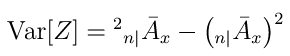 Var[Z] = ²ₙ|Āₓ − (ₙ|Āₓ)²